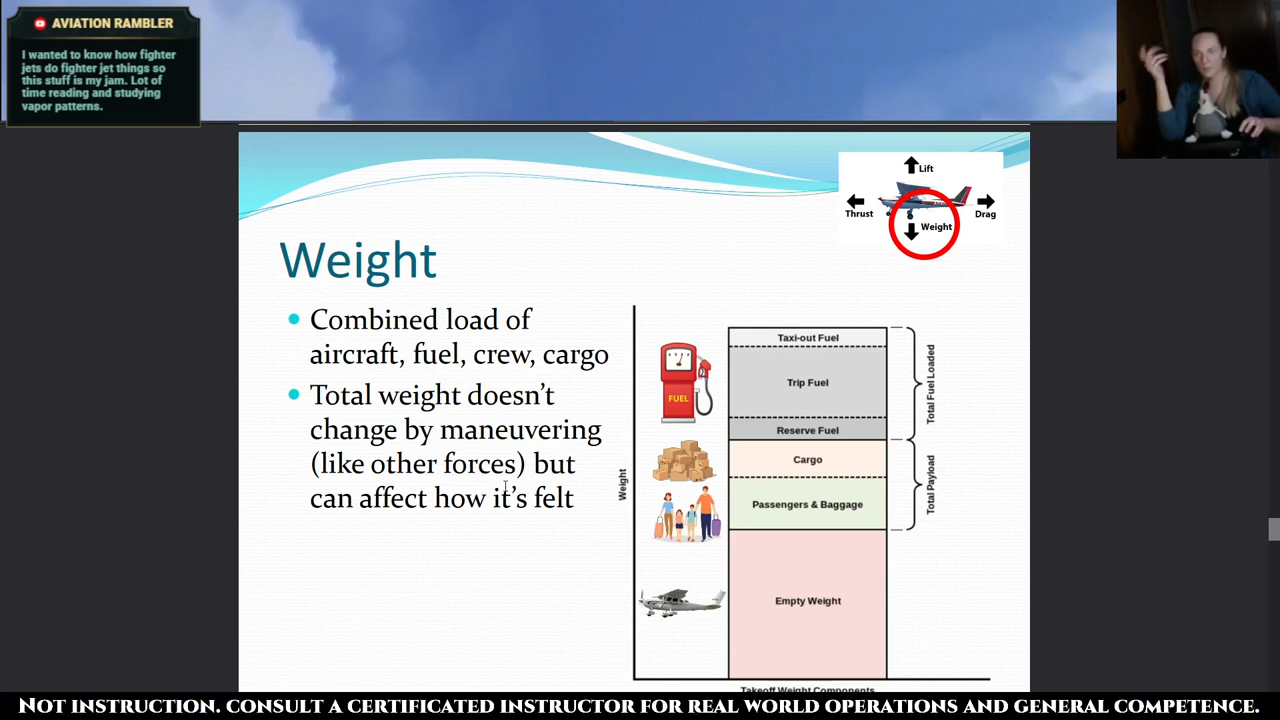 AVIATION RAMBLER
I wanted to know how fighter
jets do fighter jet things so
this stuff is my jam. Lot of
time reading and studying
vapor patterns.
Lift
Thrust
Drag
Weight
Weight
Combined load of
aircraft, fuel, crew, cargo
Total weight doesn't
change by maneuvering
(like other forces) but
can affect how it's felt
Weight
FUEL
Taxi-out Fuel
Trip Fuel
Reserve Fuel
Cargo
Passengers & Baggage
Empty Weight
Total Fuel Loaded
Total Payload
Takeoff Weight Components
Not instruction. consult a certificated instructor for real world operations and general competence.